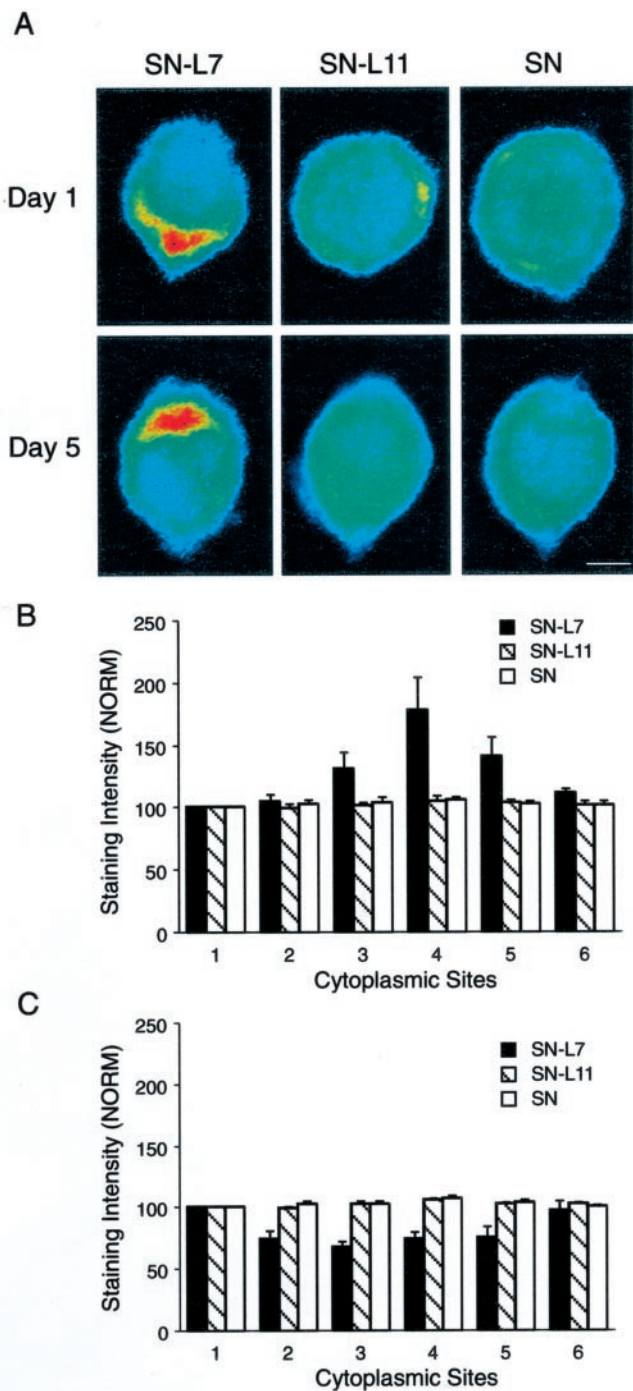 A
SN-L7 SN-L11 SN
Day 1
Day 5
B
Staining Intensity (NORM)
250
200
150
100
50
0
SN-L7
SN-L11
SN
1 2 3 4 5 6
Cytoplasmic Sites
C
Staining Intensity (NORM)
250
200
150
100
50
0
SN-L7
SN-L11
SN
1 2 3 4 5 6
Cytoplasmic Sites